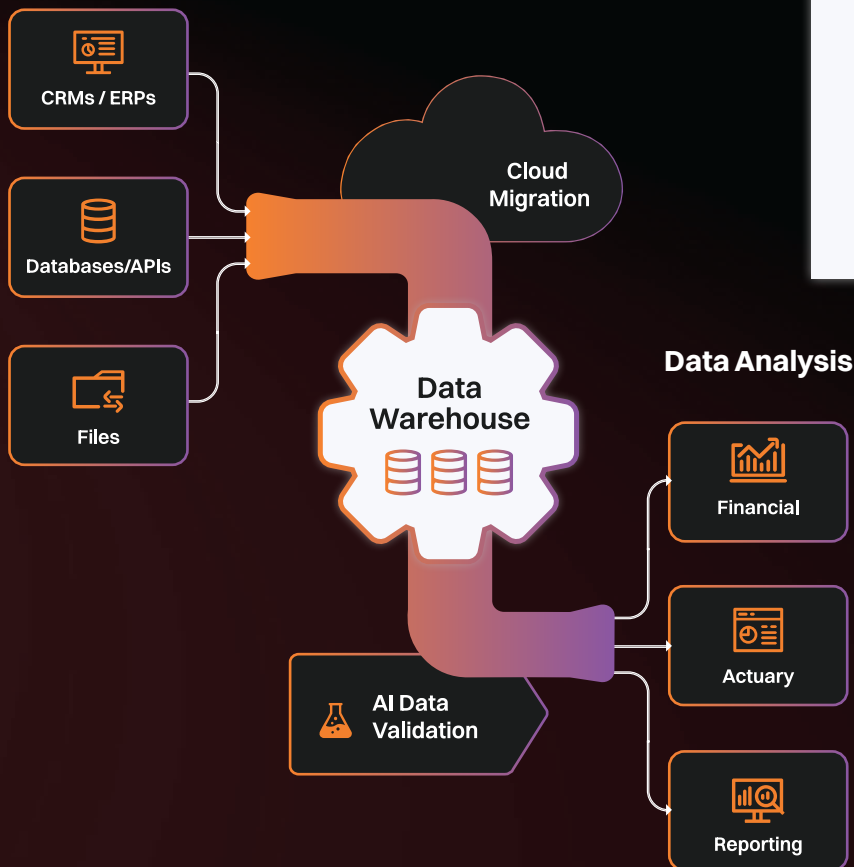 CRMs / ERPs
Databases/APIs
Files
Cloud
Migration
Data
Warehouse
AI Data
Validation
Data Analysis
Financial
Actuary
Reporting